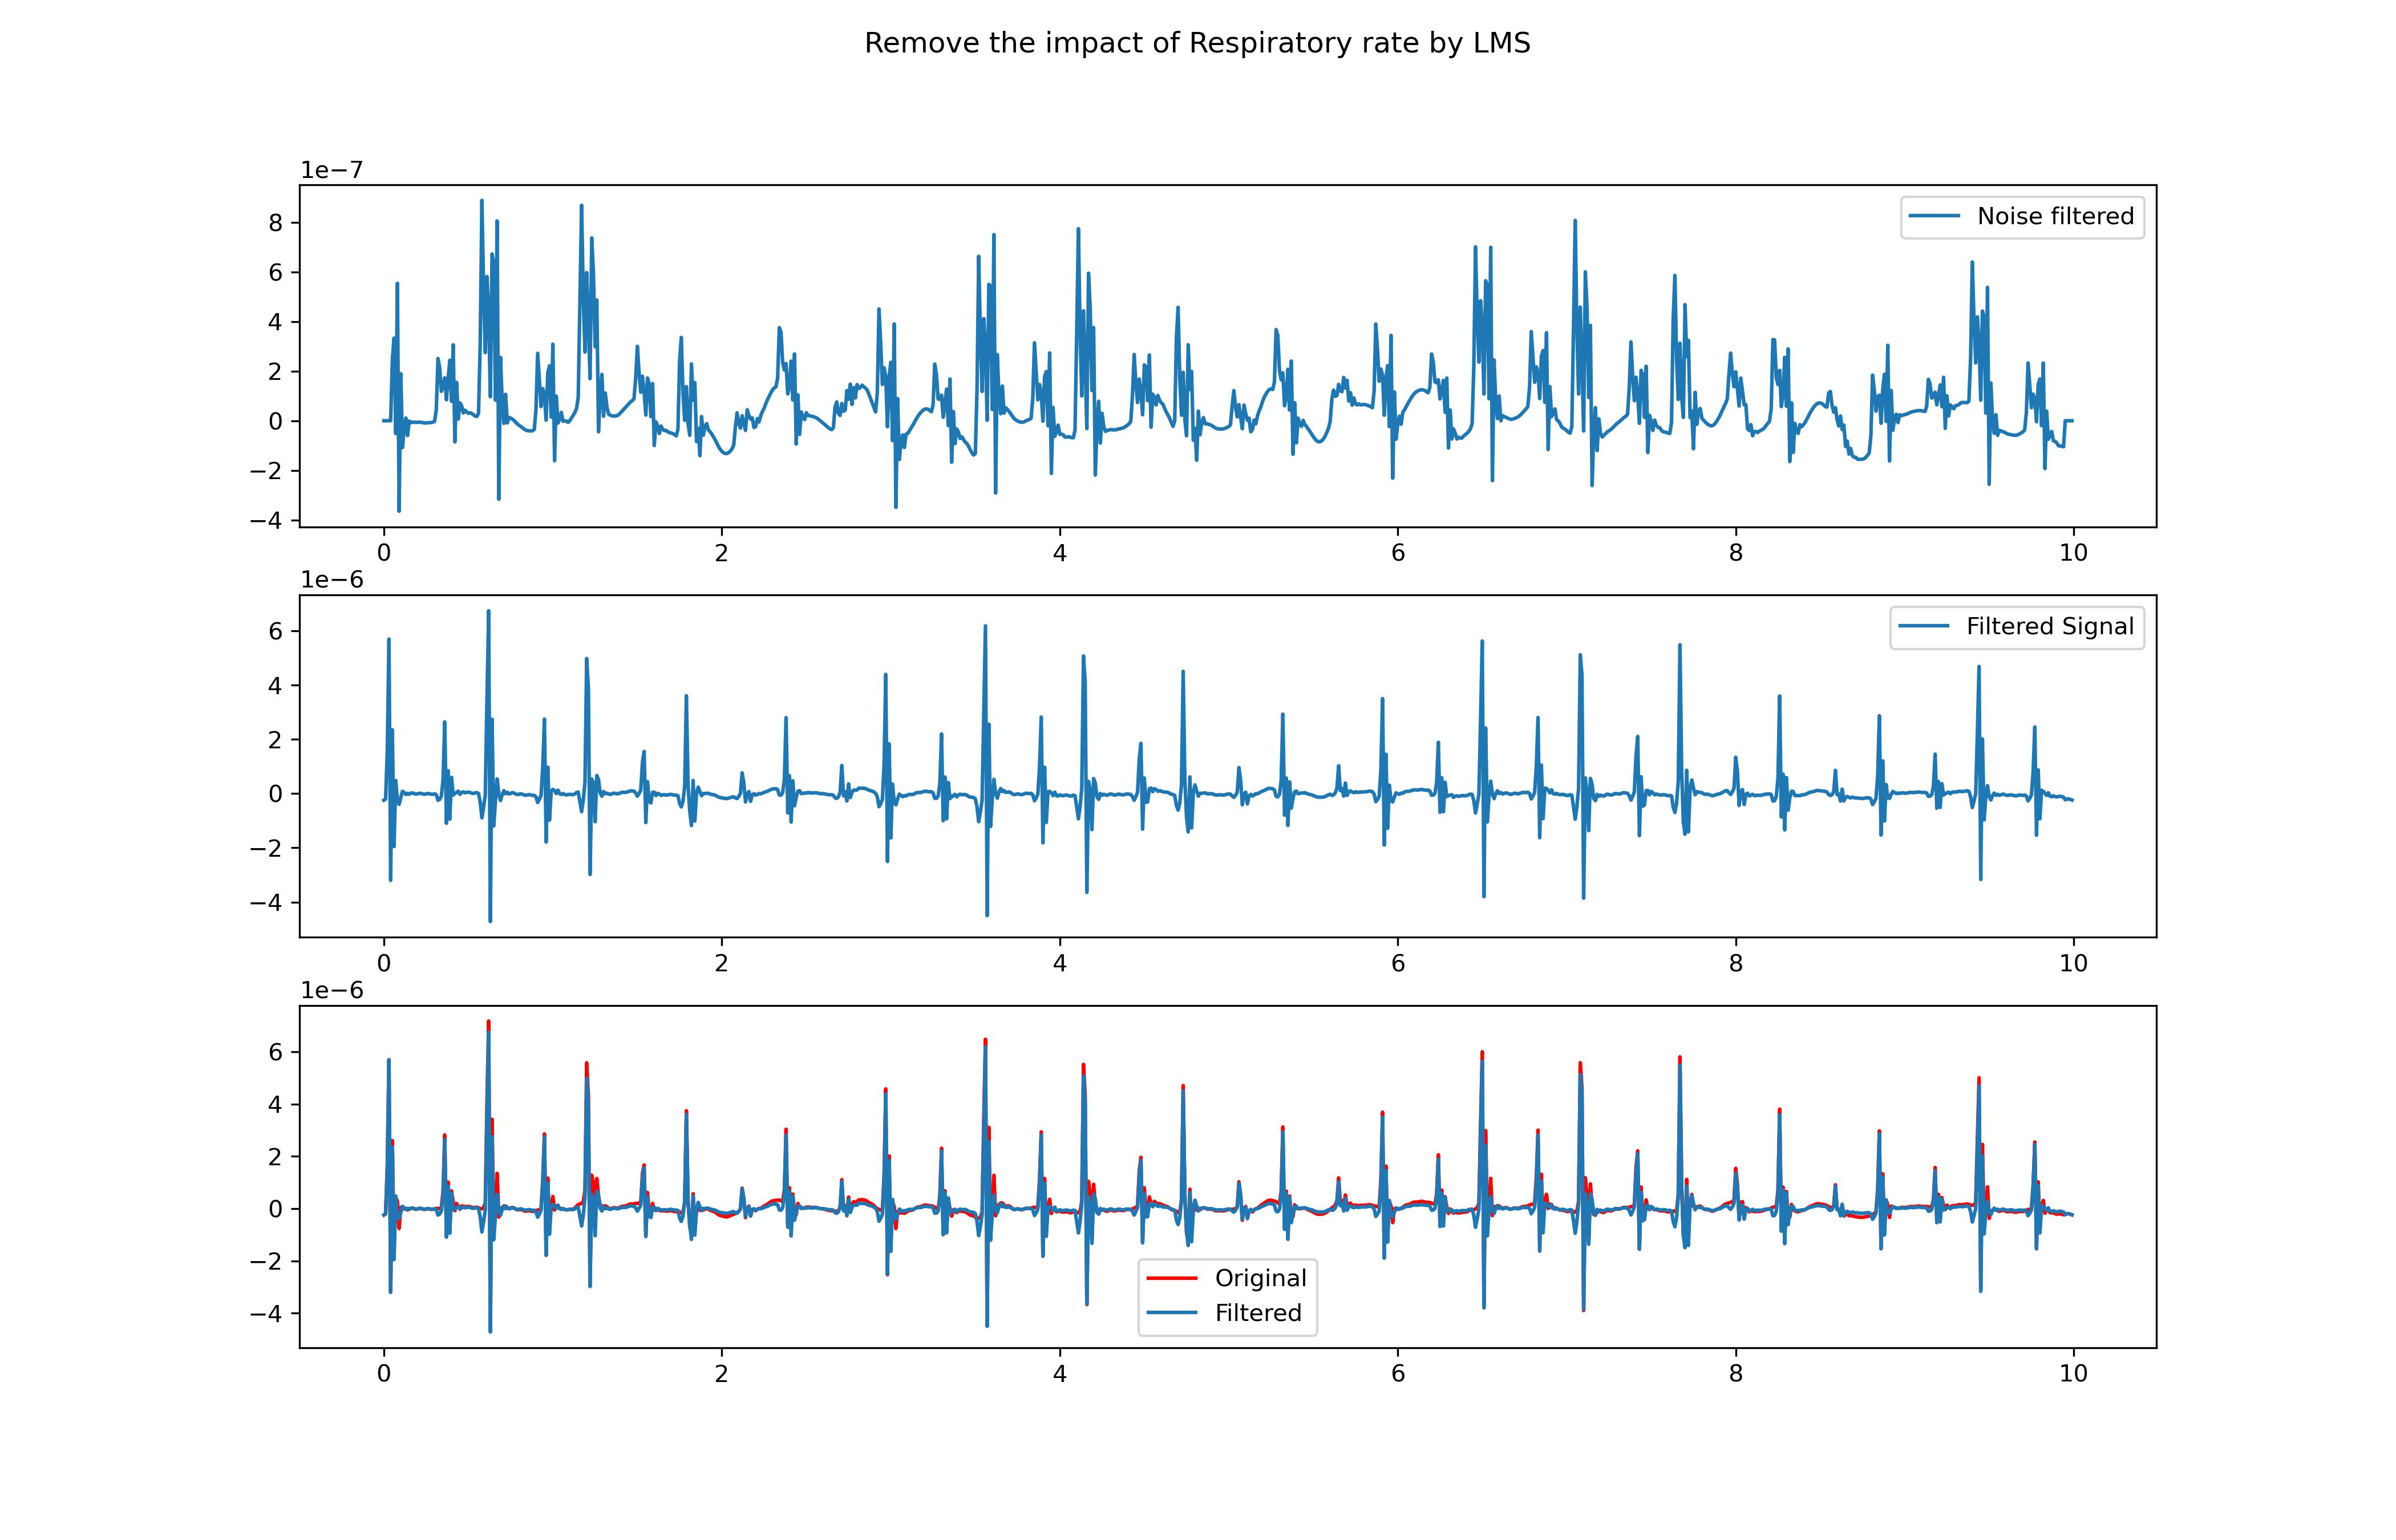 Remove the impact of Respiratory rate by LMS
1e−7
Noise filtered
8
6
4
2
0
−2
−4
0 2 4 6 8 10
1e−6
Filtered Signal
6
4
2
0
−2
−4
0 2 4 6 8 10
1e−6
6
4
2
0
−2
−4
Original
Filtered
0 2 4 6 8 10